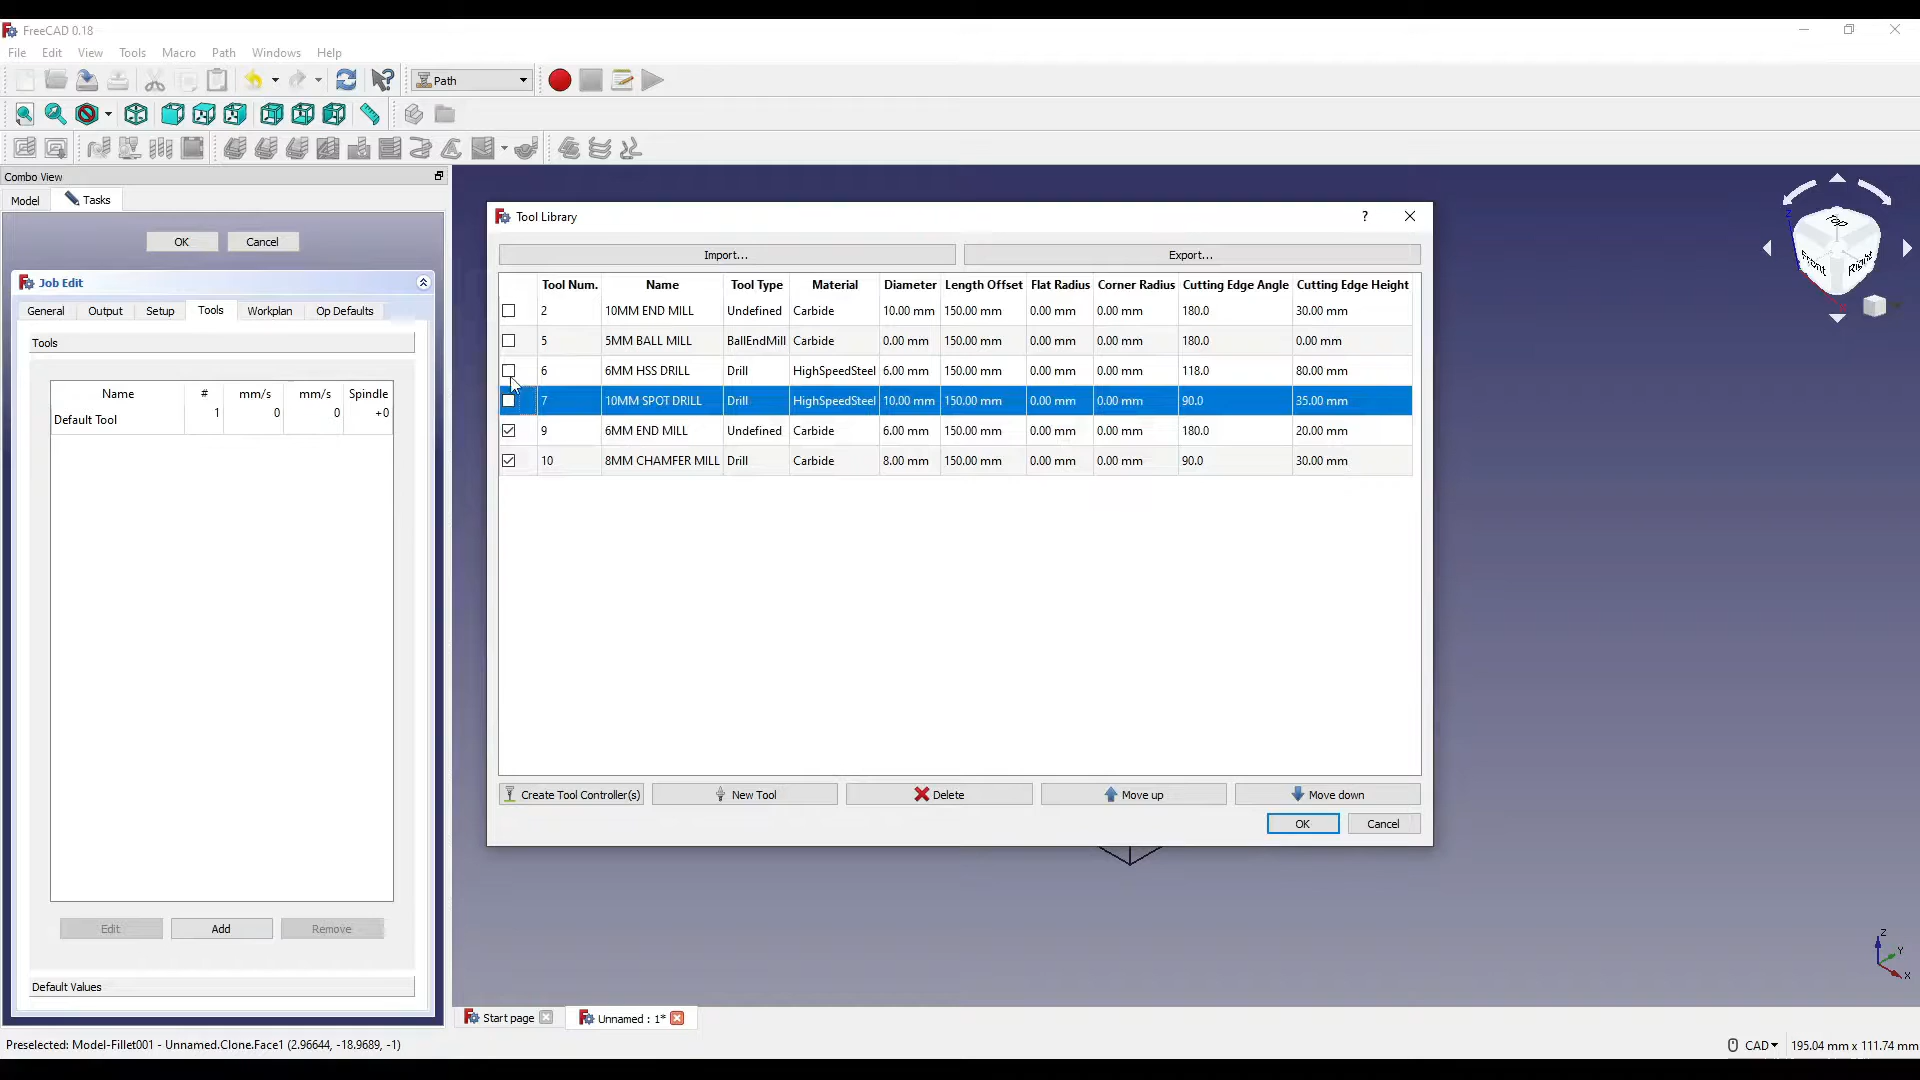 FreeCAD 0.18
File Edit View Tools Macro Path Windows Help
Path
Combo View
Model Tasks
OK Cancel
Job Edit
General Output Setup Tools Workplan Op Defaults
Tools
Name # mm/s mm/s Spindle
Default Tool 1 0 0 +0
Edit Add Remove
Default Values
Tool Library ?
Import... Export...
Tool Num. Name Tool Type Material Diameter Length Offset Flat Radius Corner Radius Cutting Edge Angle Cutting Edge Height
2 10MM END MILL Undefined Carbide 10.00 mm 150.00 mm 0.00 mm 0.00 mm 180.0 30.00 mm
5 5MM BALL MILL BallEndMill Carbide 0.00 mm 150.00 mm 0.00 mm 0.00 mm 180.0 0.00 mm
6 6MM HSS DRILL Drill HighSpeedSteel 6.00 mm 150.00 mm 0.00 mm 0.00 mm 118.0 80.00 mm
7 10MM SPOT DRILL Drill HighSpeedSteel 10.00 mm 150.00 mm 0.00 mm 0.00 mm 90.0 35.00 mm
9 6MM END MILL Undefined Carbide 6.00 mm 150.00 mm 0.00 mm 0.00 mm 180.0 20.00 mm
10 8MM CHAMFER MILL Drill Carbide 8.00 mm 150.00 mm 0.00 mm 0.00 mm 90.0 30.00 mm
Create Tool Controller(s) New Tool Delete Move up Move down
OK Cancel
Top
Front Right
Z
Z
Y
X
Start page Unnamed : 1*
Preselected: Model-Fillet001 - Unnamed.Clone.Face1 (2.96644, -18.9689, -1) CAD 195.04 mm x 111.74 mm